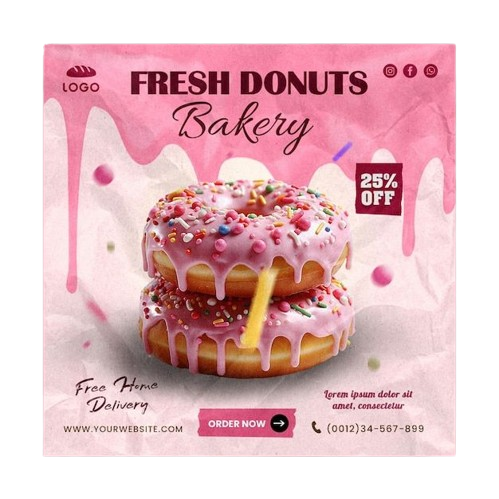 LOGO
FRESH DONUTS
Bakery
25%
OFF
Free Home
Delivery
Lorem ipsum dolor sit
amet, consectetur
WWW.YOURWEBSITE.COM
ORDER NOW
(0012)34-567-899